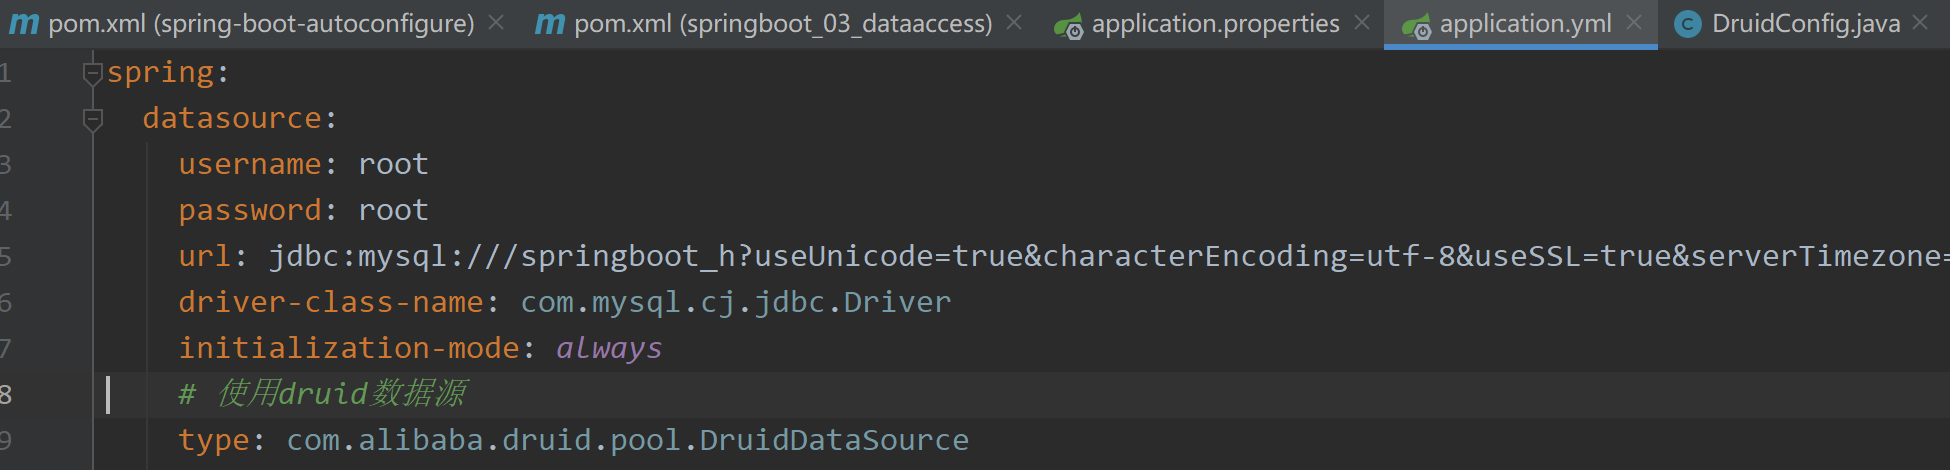 pom.xml (spring-boot-autoconfigure) pom.xml (springboot_03_dataaccess) application.properties application.yml DruidConfig.java
1 spring:
2 datasource:
3 username: root
4 password: root
5 url: jdbc:mysql:///springboot_h?useUnicode=true&characterEncoding=utf-8&useSSL=true&serverTimezone=
6 driver-class-name: com.mysql.cj.jdbc.Driver
7 initialization-mode: always
8 # 使用druid数据源
9 type: com.alibaba.druid.pool.DruidDataSource